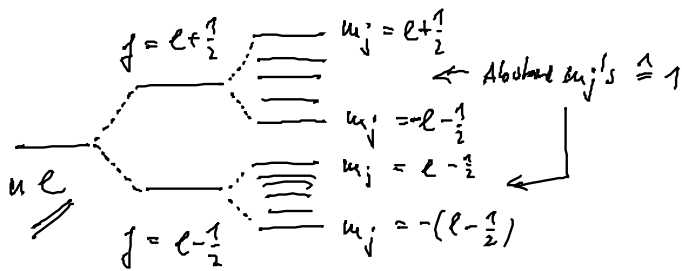 j = l + 1/2
m_j = l + 1/2
← Abstand m_j's ≙ 1
m_j = -l - 1/2
n l
m_j = l - 1/2
j = l - 1/2
m_j = -(l - 1/2)